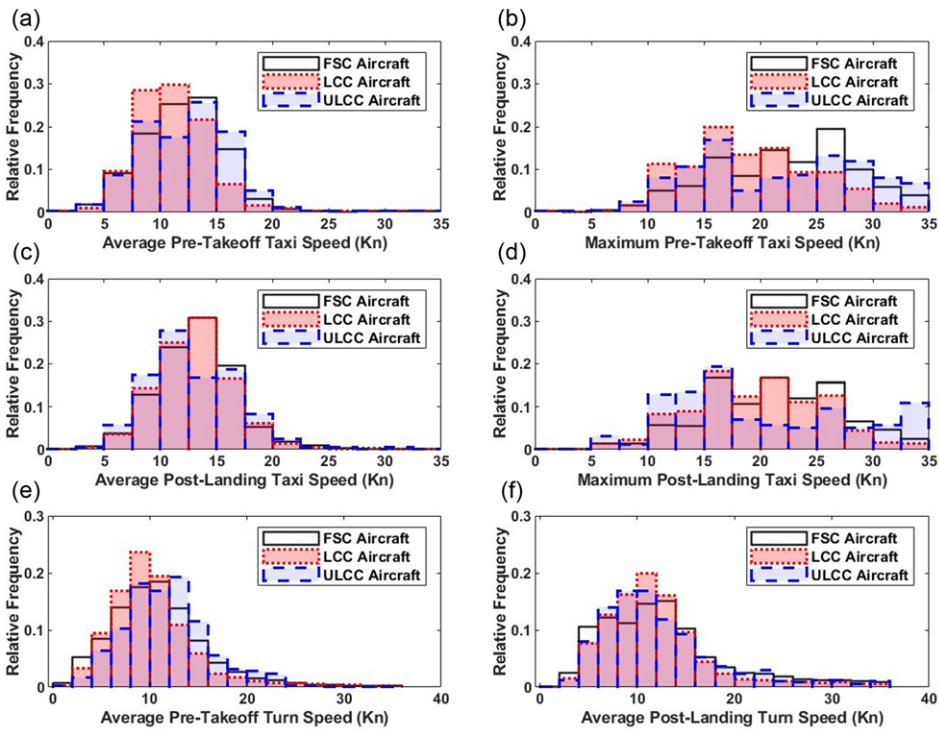 (a)
0.4
0.3
0.2
0.1
0
Relative Frequency
FSC Aircraft
LCC Aircraft
ULCC Aircraft
0 5 10 15 20 25 30 35
Average Pre-Takeoff Taxi Speed (Kn)
(b)
0.4
0.3
0.2
0.1
0
Relative Frequency
FSC Aircraft
LCC Aircraft
ULCC Aircraft
0 5 10 15 20 25 30 35
Maximum Pre-Takeoff Taxi Speed (Kn)
(c)
0.4
0.3
0.2
0.1
0
Relative Frequency
FSC Aircraft
LCC Aircraft
ULCC Aircraft
0 5 10 15 20 25 30 35
Average Post-Landing Taxi Speed (Kn)
(d)
0.4
0.3
0.2
0.1
0
Relative Frequency
FSC Aircraft
LCC Aircraft
ULCC Aircraft
0 5 10 15 20 25 30 35
Maximum Post-Landing Taxi Speed (Kn)
(e)
0.3
0.2
0.1
0
Relative Frequency
FSC Aircraft
LCC Aircraft
ULCC Aircraft
0 10 20 30 40
Average Pre-Takeoff Turn Speed (Kn)
(f)
0.3
0.2
0.1
0
Relative Frequency
FSC Aircraft
LCC Aircraft
ULCC Aircraft
0 10 20 30 40
Average Post-Landing Turn Speed (Kn)